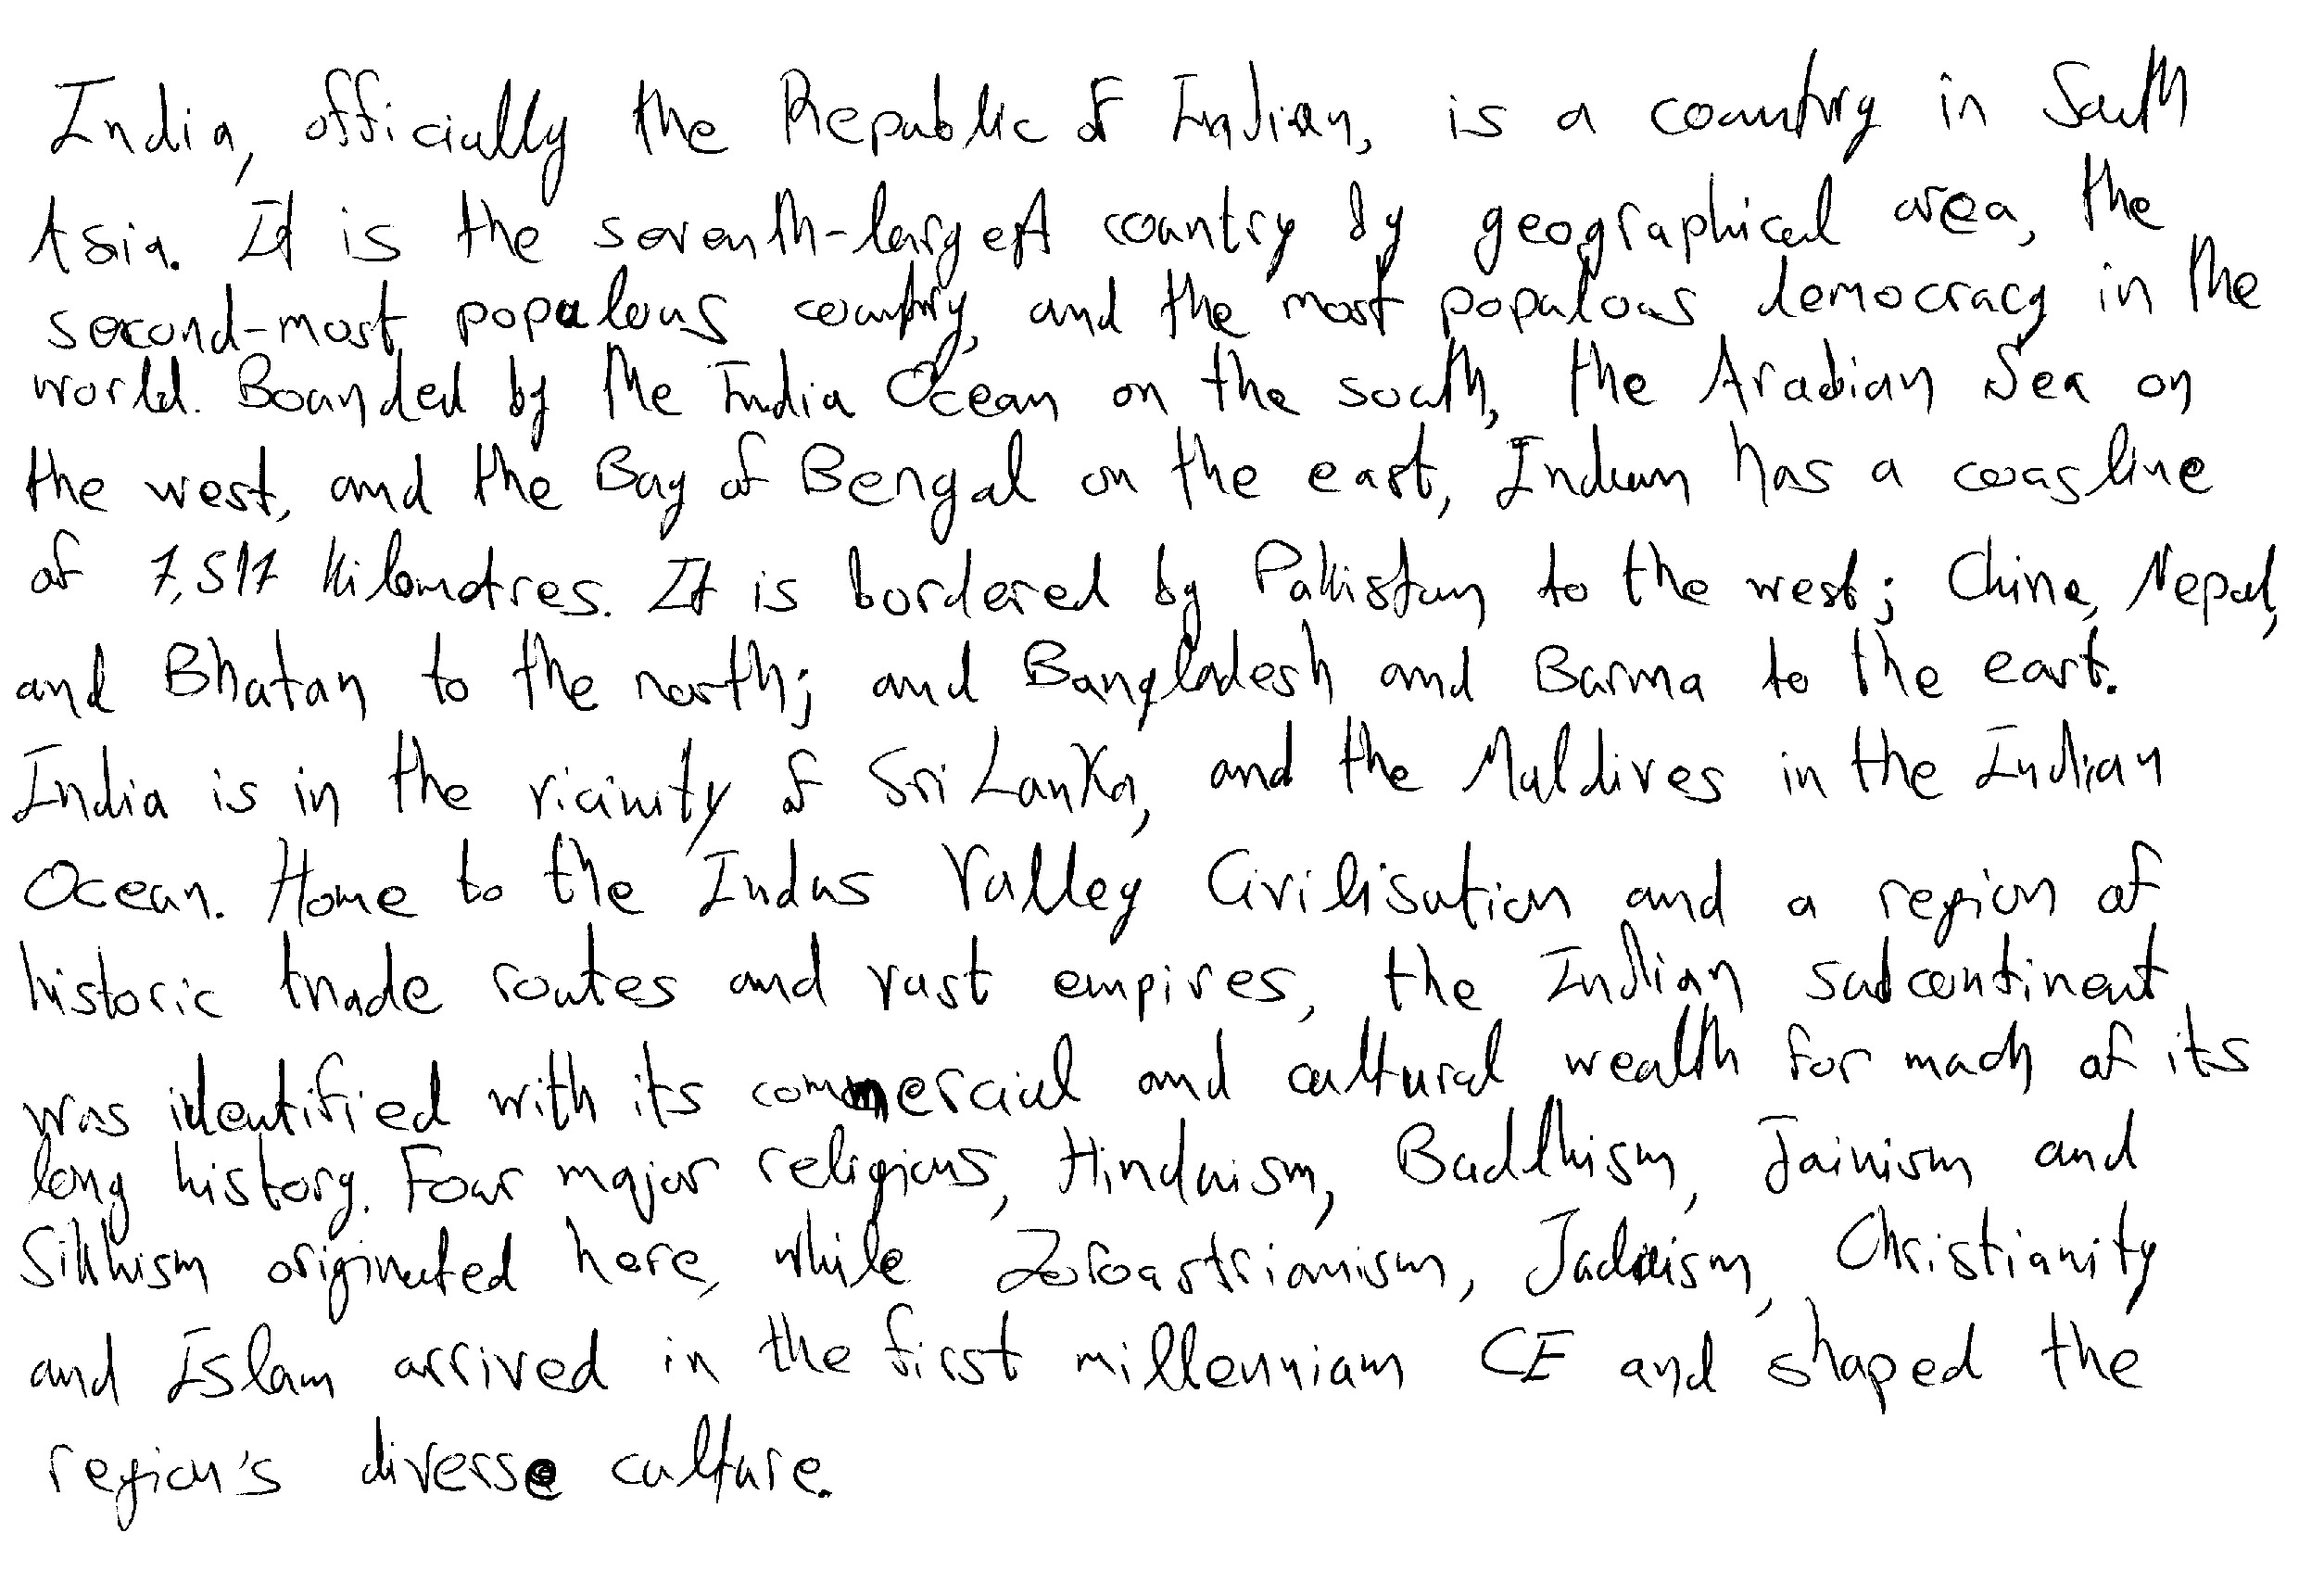 India, officially the Republic of Indian, is a country in South
Asia. It is the seventh-largest country by geographical area, the
second-most populous country, and the most populous democracy in the
world. Bounded by the India Ocean on the south, the Arabian Sea on
the west, and the Bay of Bengal on the east, Indian has a coasline
of 7,517 kilometres. It is bordered by Pakistan to the west; China, Nepal,
and Bhutan to the north; and Bangladesh and Burma to the east.
India is in the vicinity of Sri Lanka, and the Maldives in the Indian
Ocean. Home to the Indus Valley Civilisation and a region of
historic trade routes and vast empires, the Indian subcontinent
was identified with its commercial and cultural wealth for much of its
long history. Four major religions, Hinduism, Buddhism, Jainism and
Sikhism originated here, while Zoroastrianism, Judaism, Christianity
and Islam arrived in the first millennium CE and shaped the
region's diverse culture.